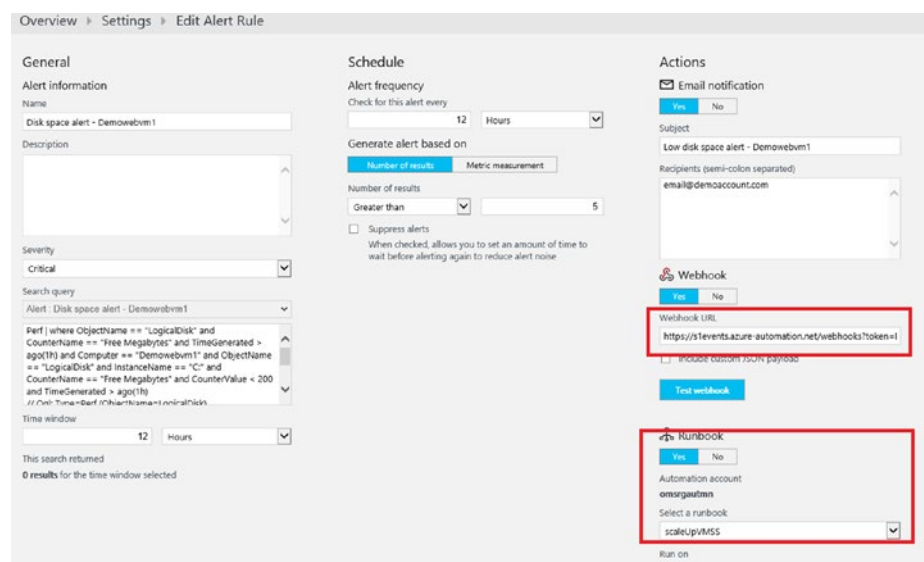 Overview ▸ Settings ▸ Edit Alert Rule
General
Alert information
Name
Disk space alert - Demowebvm1
Description
Severity
Critical
Search query
Alert : Disk space alert - Demowebvm1
Perf | where ObjectName == "LogicalDisk" and
CounterName == "Free Megabytes" and TimeGenerated >
ago(1h) and Computer == "Demowebvm1" and ObjectName
== "LogicalDisk" and InstanceName == "C:" and
CounterName == "Free Megabytes" and CounterValue < 200
and TimeGenerated > ago(1h)
// Oql: Type=Perf (ObjectName=LogicalDisk)
Time window
12 Hours
This search returned
0 results for the time window selected
Schedule
Alert frequency
Check for this alert every
12 Hours
Generate alert based on
Number of results Metric measurement
Number of results
Greater than 5
Suppress alerts
When checked, allows you to set an amount of time to
wait before alerting again to reduce alert noise
Actions
Email notification
Yes No
Subject
Low disk space alert - Demowebvm1
Recipients (semi-colon separated)
email@demoaccount.com
Webhook
Yes No
Webhook URL
https://s1events.azure-automation.net/webhooks?token=
Include custom JSON payload
Test webhook
Runbook
Yes No
Automation account
omsrgautmn
Select a runbook
scaleUpVMSS
Run on